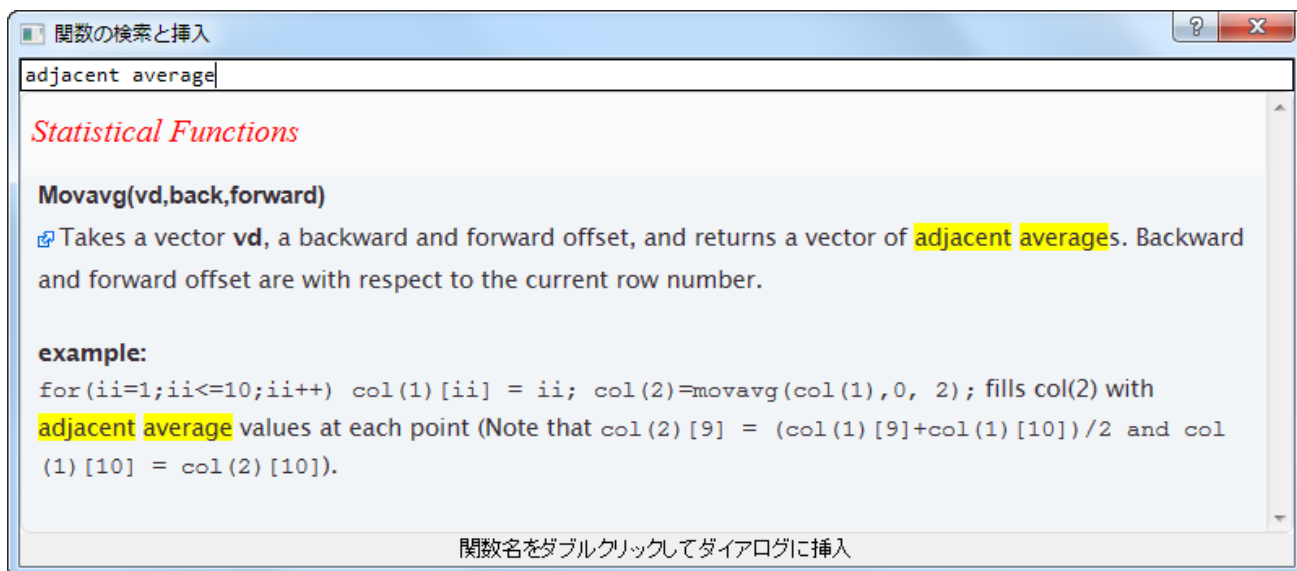 関数の検索と挿入
adjacent average
Statistical Functions
Movavg(vd,back,forward)
Takes a vector vd, a backward and forward offset, and returns a vector of adjacent averages. Backward
and forward offset are with respect to the current row number.
example:
for(ii=1;ii<=10;ii++) col(1)[ii] = ii; col(2)=movavg(col(1),0, 2); fills col(2) with
adjacent average values at each point (Note that col(2)[9] = (col(1)[9]+col(1)[10])/2 and col
(1)[10] = col(2)[10]).
関数名をダブルクリックしてダイアログに挿入